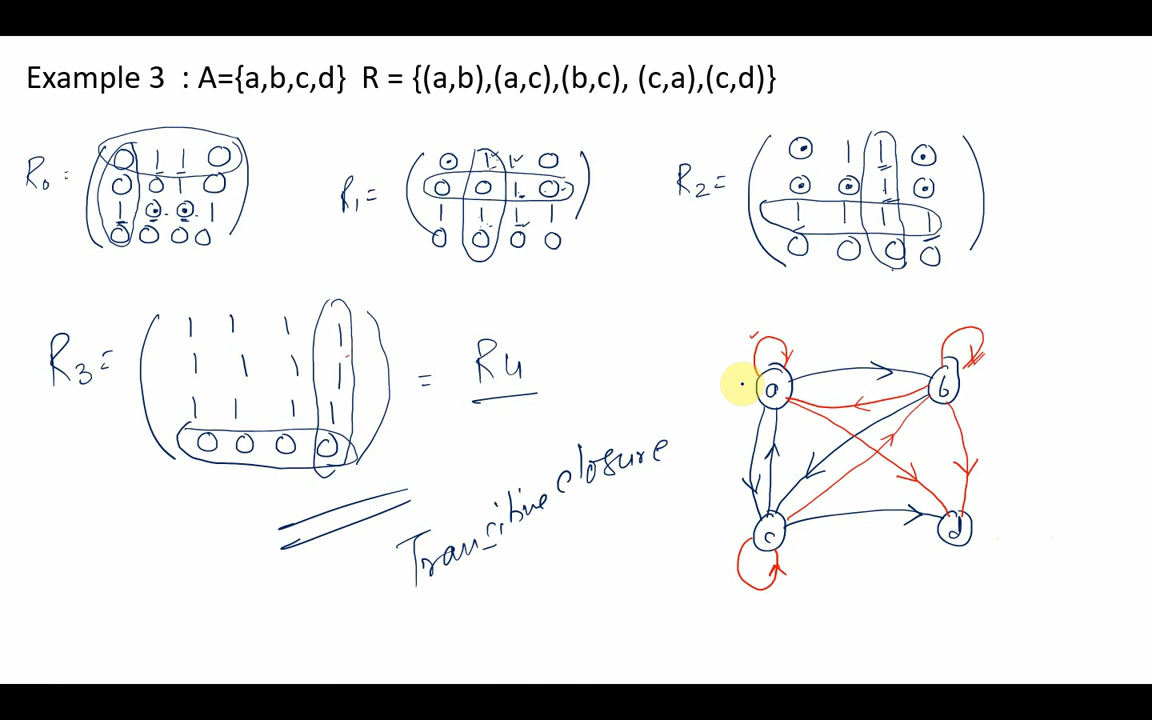 Example 3 : A={a,b,c,d} R = {(a,b),(a,c),(b,c), (c,a),(c,d)}
R0 =
0 1 1 0
0 0 1 0
1 0 0 1
0 0 0 0
R1 =
0 1 1 0
0 0 1 0
1 1 1 1
0 0 0 0
R2 =
0 1 1 0
0 0 1 0
1 1 1 1
0 0 0 0
R3 =
1 1 1 1
1 1 1 1
1 1 1 1
0 0 0 0
= R4
Transitive closure
a b
c d